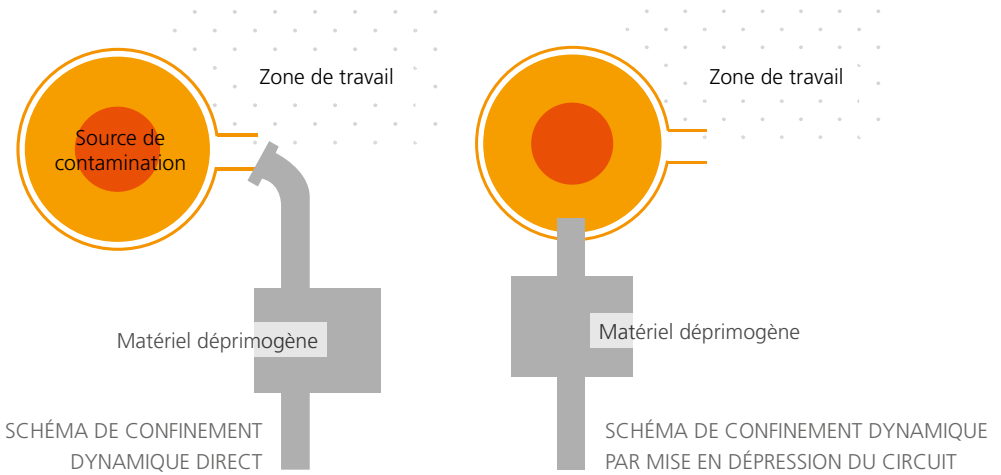 Zone de travail
Source de
contamination
Matériel déprimogène
SCHÉMA DE CONFINEMENT
DYNAMIQUE DIRECT
Zone de travail
Matériel déprimogène
SCHÉMA DE CONFINEMENT DYNAMIQUE
PAR MISE EN DÉPRESSION DU CIRCUIT